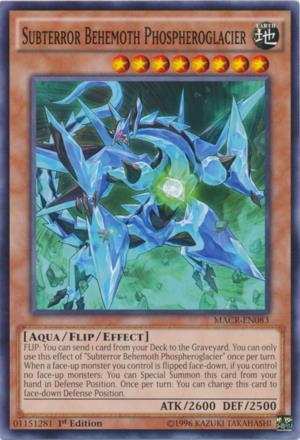 SUBTERROR BEHEMOTH PHOSPHEROGLACIER
EARTH
地
MACR-EN083
[AQUA/FLIP/EFFECT]
FLIP: You can send 1 card from your Deck to the Graveyard. You can only
use this effect of "Subterror Behemoth Phospheroglacier" once per turn.
When a face-up monster you control is flipped face-down, if you control
no face-up monsters: You can Special Summon this card from your
hand in Defense Position. Once per turn: You can change this card to
face-down Defense Position.
ATK/2600 DEF/2500
01151281 1st Edition ©1996 KAZUKI TAKAHASHI